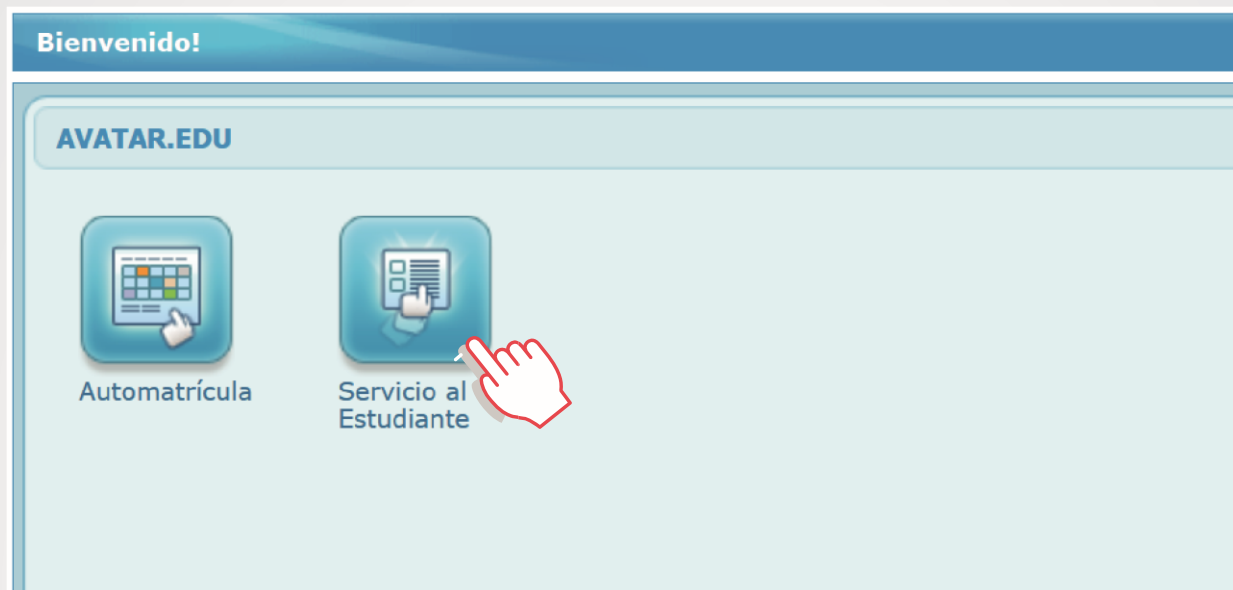 Bienvenido!
AVATAR.EDU
Automatrícula
Servicio al
Estudiante